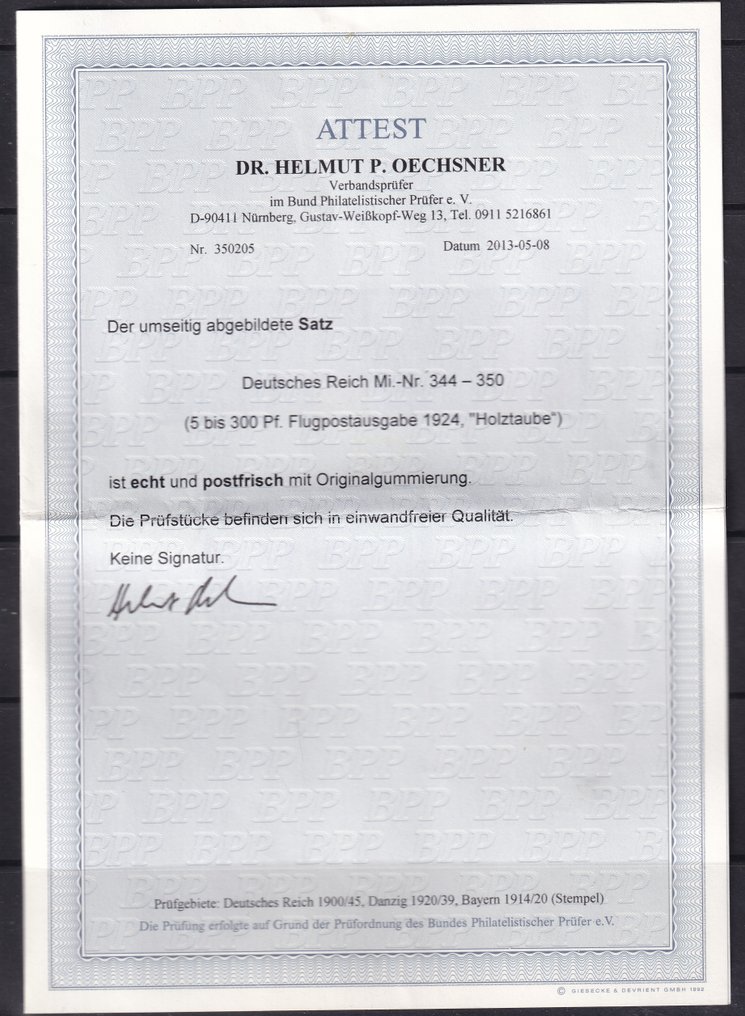 ATTEST
DR. HELMUT P. OECHSNER
Verbandsprüfer
im Bund Philatelistischer Prüfer e. V.
D-90411 Nürnberg, Gustav-Weißkopf-Weg 13, Tel. 0911 5216861
Nr. 350205 Datum 2013-05-08
Der umseitig abgebildete Satz
Deutsches Reich Mi.-Nr. 344 – 350
(5 bis 300 Pf. Flugpostausgabe 1924, "Holztaube")
ist echt und postfrisch mit Originalgummierung.
Die Prüfstücke befinden sich in einwandfreier Qualität.
Keine Signatur.
Prüfgebiete: Deutsches Reich 1900/45, Danzig 1920/39, Bayern 1914/20 (Stempel)
Die Prüfung erfolgte auf Grund der Prüfordnung des Bundes Philatelistischer Prüfer e.V.
© GIESECKE & DEVRIENT GMBH 1992